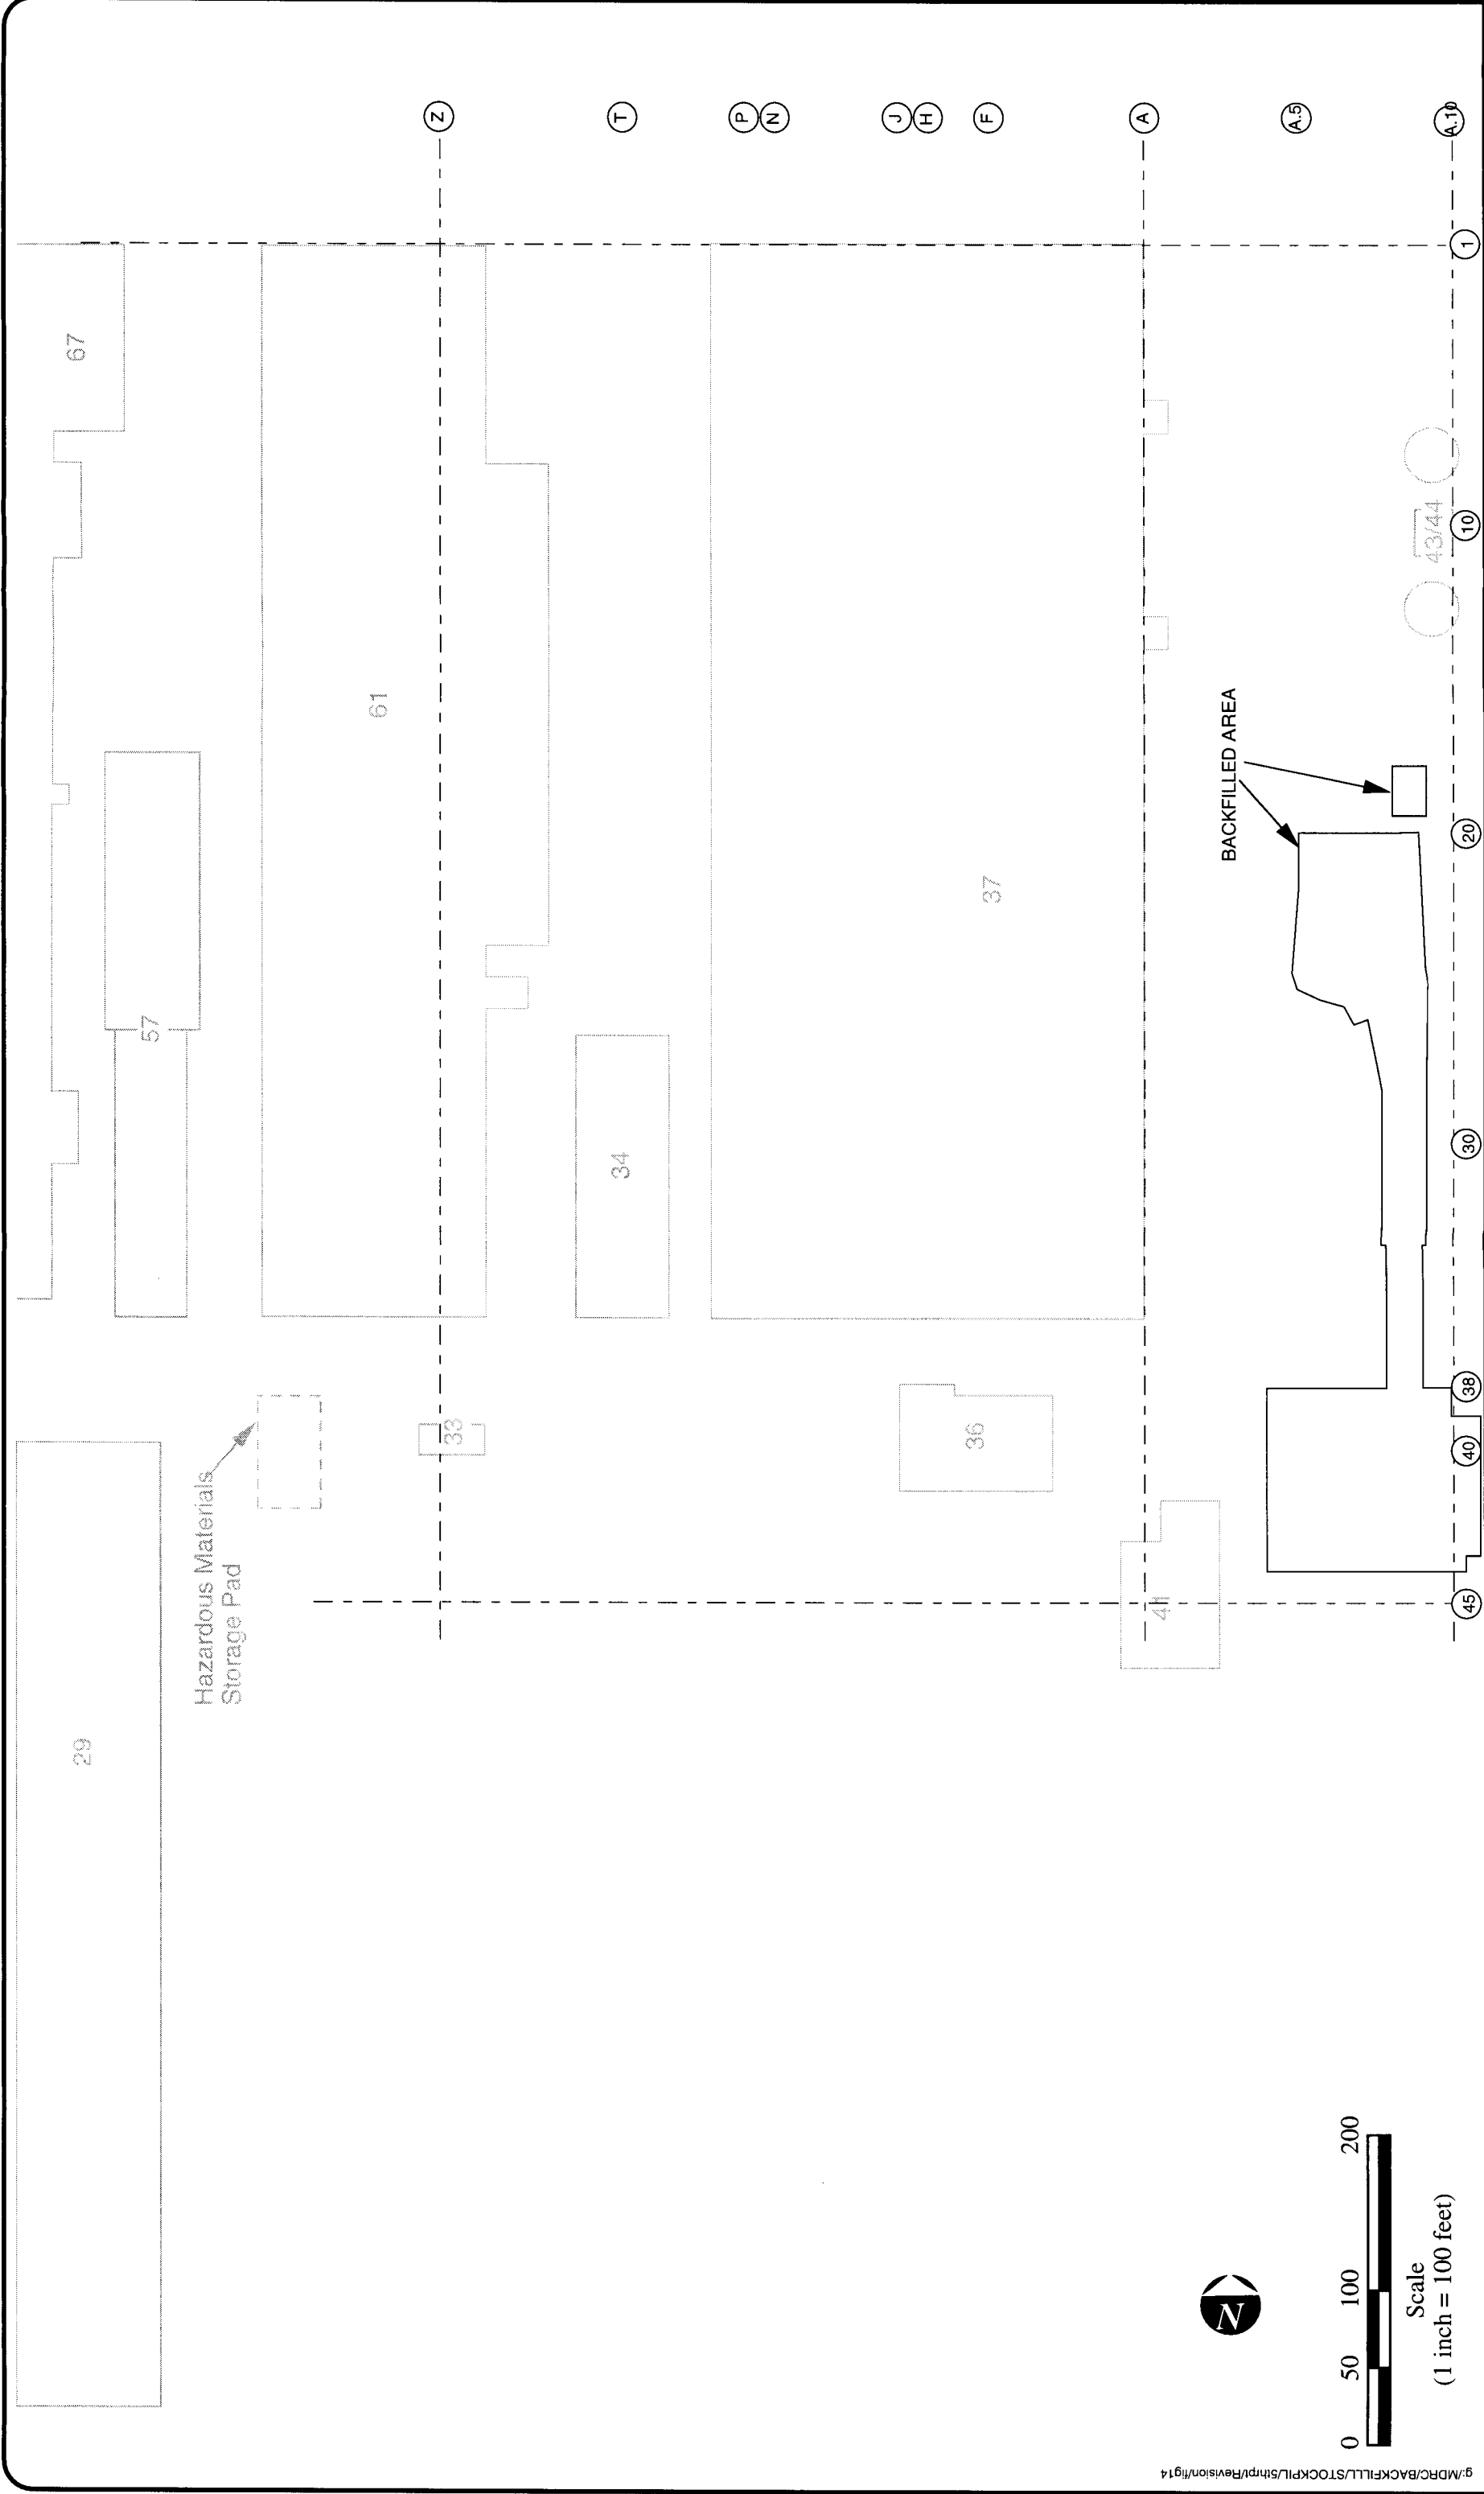 67
57
61
29
Hazardous Materials
Storage Pad
33
34
37
36
41
43/44
BACKFILLED AREA
Z
T
P
N
J
H
F
A
A.5
A.10
1
10
20
30
38
40
45
N
0
50
100
200
Scale
(1 inch = 100 feet)
g:/MDRC/BACKFILLL/STOCKPIL/5thrpt/Revision/fig14